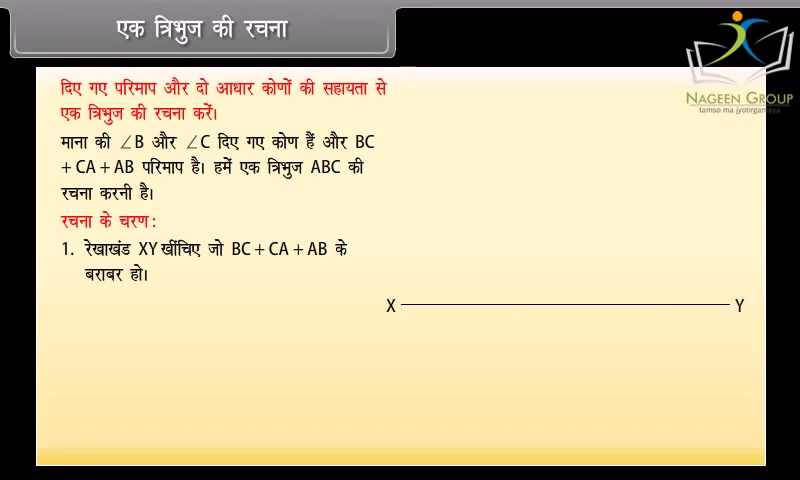 एक त्रिभुज की रचना
NAGEEN GROUP
tamso ma jyotirgamaya
दिए गए परिमाप और दो आधार कोणों की सहायता से
एक त्रिभुज की रचना करें।
माना की ∠B और ∠C दिए गए कोण हैं और BC
+ CA + AB परिमाप है। हमें एक त्रिभुज ABC की
रचना करनी है।
रचना के चरण :
1. रेखाखंड XY खींचिए जो BC + CA + AB के
बराबर हो।
X Y